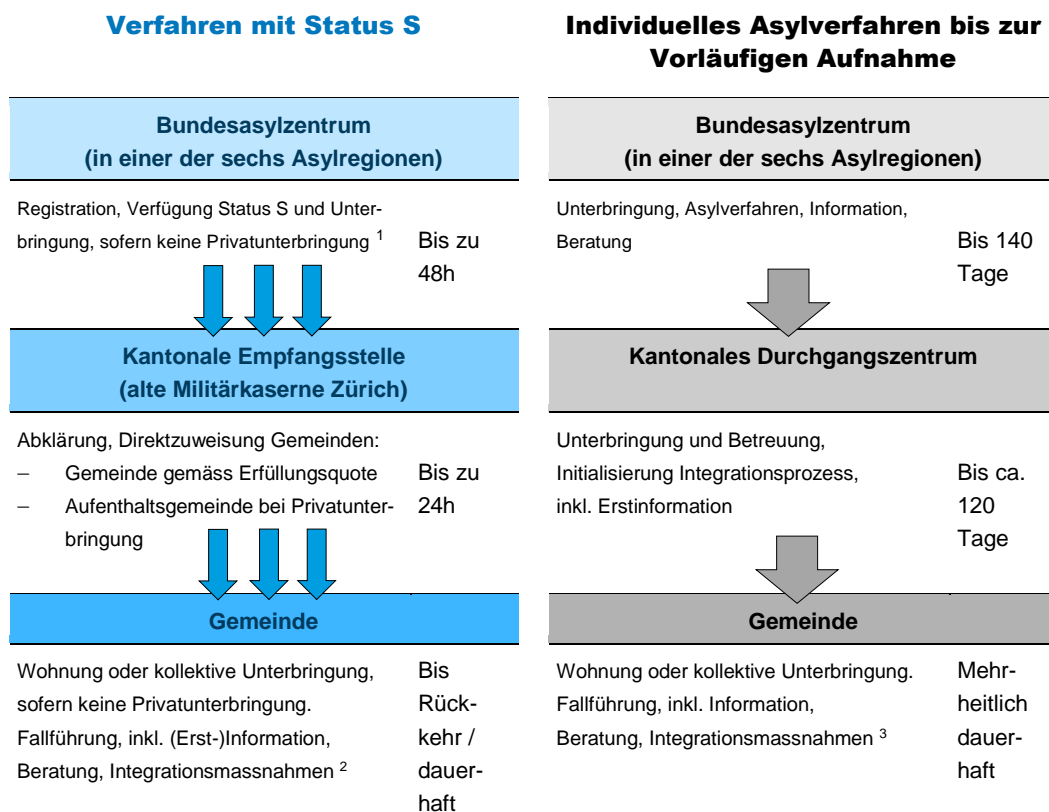 Verfahren mit Status S
Bundesasylzentrum
(in einer der sechs Asylregionen)
Registration, Verfügung Status S und Unter-
bringung, sofern keine Privatunterbringung 1
Bis zu
48h
Kantonale Empfangsstelle
(alte Militärkaserne Zürich)
Abklärung, Direktzuweisung Gemeinden:
– Gemeinde gemäss Erfüllungsquote
– Aufenthaltsgemeinde bei Privatunter-
bringung
Bis zu
24h
Gemeinde
Wohnung oder kollektive Unterbringung,
sofern keine Privatunterbringung.
Fallführung, inkl. (Erst-)Information,
Beratung, Integrationsmassnahmen 2
Bis
Rück-
kehr /
dauer-
haft
Individuelles Asylverfahren bis zur
Vorläufigen Aufnahme
Bundesasylzentrum
(in einer der sechs Asylregionen)
Unterbringung, Asylverfahren, Information,
Beratung
Bis 140
Tage
Kantonales Durchgangszentrum
Unterbringung und Betreuung,
Initialisierung Integrationsprozess,
inkl. Erstinformation
Bis ca.
120
Tage
Gemeinde
Wohnung oder kollektive Unterbringung.
Fallführung, inkl. Information,
Beratung, Integrationsmassnahmen 3
Mehr-
heitlich
dauer-
haft